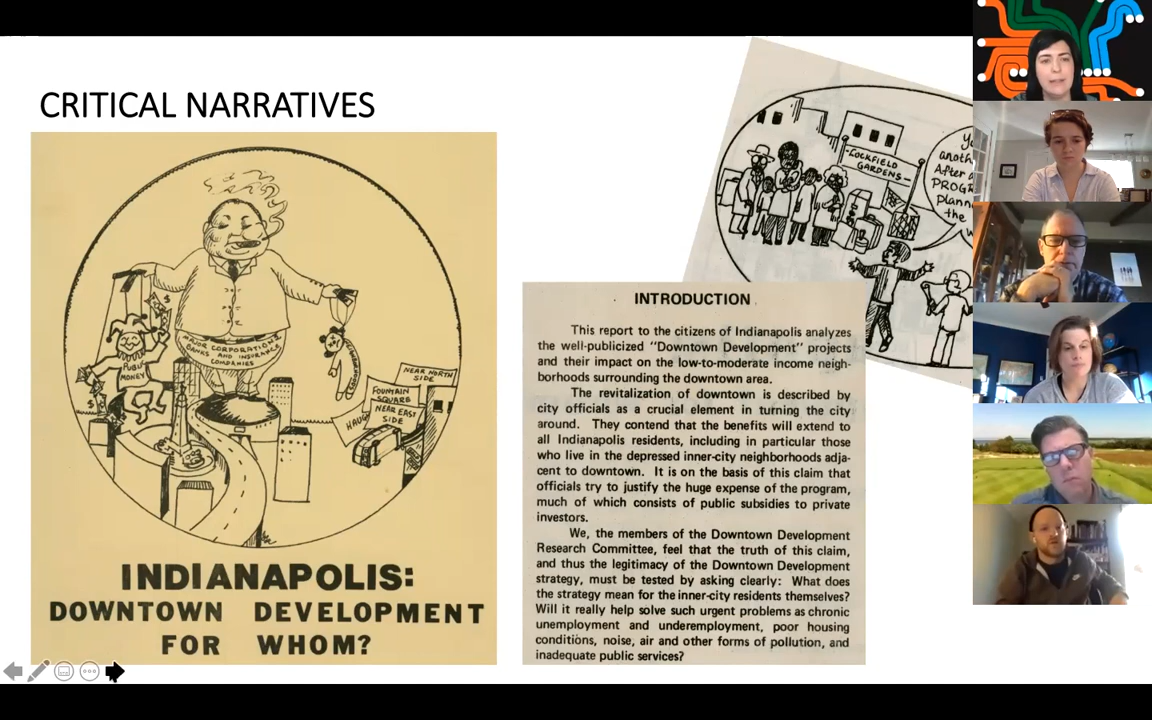 CRITICAL NARRATIVES
$
PUBLIC
MONEY
$
MAJOR CORPORATIONS
BANKS AND INSURANCE
COMPANIES
NEAR NORTH
SIDE
FOUNTAIN
SQUARE
NEAR EAST
SIDE
HAUGH
INDIANAPOLIS:
DOWNTOWN DEVELOPMENT
FOR WHOM?
LOCKFIELD
GARDENS
anoth
After
PROGR
plann
the
INTRODUCTION
This report to the citizens of Indianapolis analyzes
the well-publicized "Downtown Development" projects
and their impact on the low-to-moderate income neigh-
borhoods surrounding the downtown area.
The revitalization of downtown is described by
city officials as a crucial element in turning the city
around. They contend that the benefits will extend to
all Indianapolis residents, including in particular those
who live in the depressed inner-city neighborhoods adja-
cent to downtown. It is on the basis of this claim that
officials try to justify the huge expense of the program,
much of which consists of public subsidies to private
investors.
We, the members of the Downtown Development
Research Committee, feel that the truth of this claim,
and thus the legitimacy of the Downtown Development
strategy, must be tested by asking clearly: What does
the strategy mean for the inner-city residents themselves?
Will it really help solve such urgent problems as chronic
unemployment and underemployment, poor housing
conditions, noise, air and other forms of pollution, and
inadequate public services?